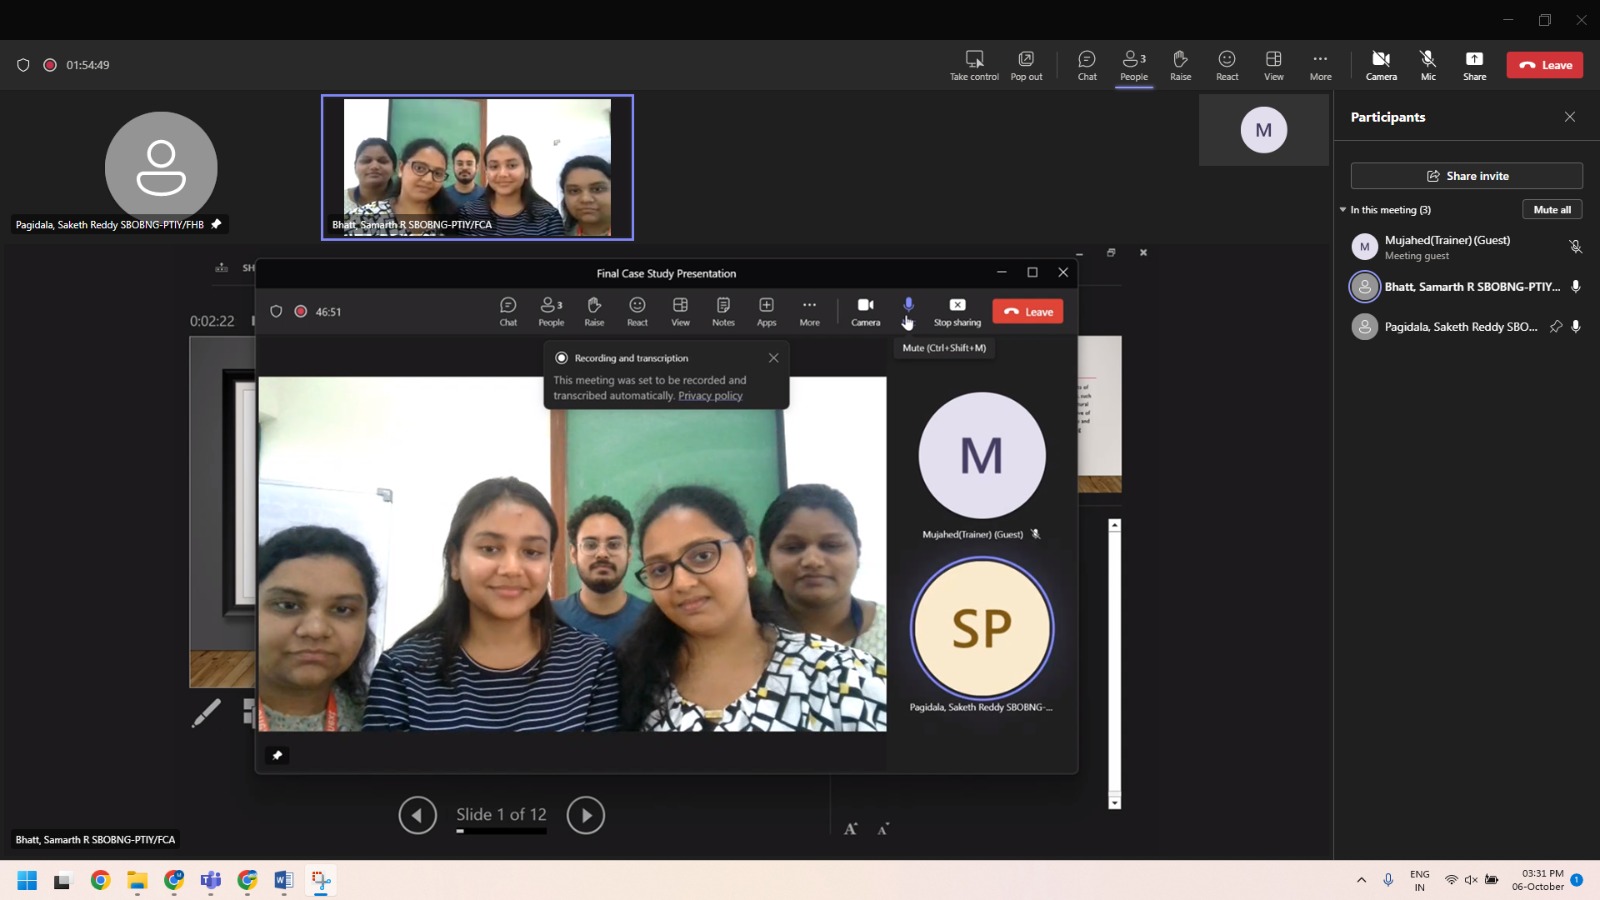 01:54:49
Take control
Pop out
Chat
3
People
Raise
React
View
More
Camera
Mic
Share
Leave
Pagidala, Saketh Reddy SBOBNG-PTIY/FHB
Bhatt, Samarth R SBOBNG-PTIY/FCA
M
Participants
Share invite
In this meeting (3)
Mute all
M
Mujahed(Trainer) (Guest)
Meeting guest
Bhatt, Samarth R SBOBNG-PTIY...
Pagidala, Saketh Reddy SBO...
SH
0:02:22
Final Case Study Presentation
46:51
Chat
3
People
Raise
React
View
Notes
Apps
More
Camera
Stop sharing
Leave
Mute (Ctrl+Shift+M)
Recording and transcription
This meeting was set to be recorded and
transcribed automatically. Privacy policy
M
Mujahed(Trainer) (Guest)
SP
Pagidala, Saketh Reddy SBOBNG-...
Slide 1 of 12
A A
Bhatt, Samarth R SBOBNG-PTIY/FCA
ENG
IN
03:31 PM
06-October
1